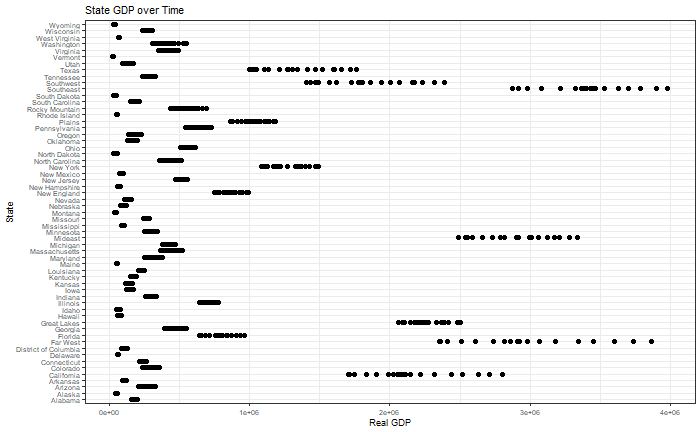 State GDP over Time
Wyoming
Wisconsin
West Virginia
Washington
Virginia
Vermont
Utah
Texas
Tennessee
Southwest
Southeast
South Dakota
South Carolina
Rocky Mountain
Rhode Island
Plains
Pennsylvania
Oregon
Oklahoma
Ohio
North Dakota
North Carolina
New York
New Mexico
New Jersey
New Hampshire
New England
Nevada
Nebraska
Montana
Missouri
Mississippi
Minnesota
Mideast
Michigan
Massachusetts
Maryland
Maine
Louisiana
Kentucky
Kansas
Iowa
Indiana
Illinois
Idaho
Hawaii
Great Lakes
Georgia
Florida
Far West
District of Columbia
Delaware
Connecticut
Colorado
California
Arkansas
Arizona
Alaska
Alabama
State
0e+00 1e+06 2e+06 3e+06 4e+06
Real GDP